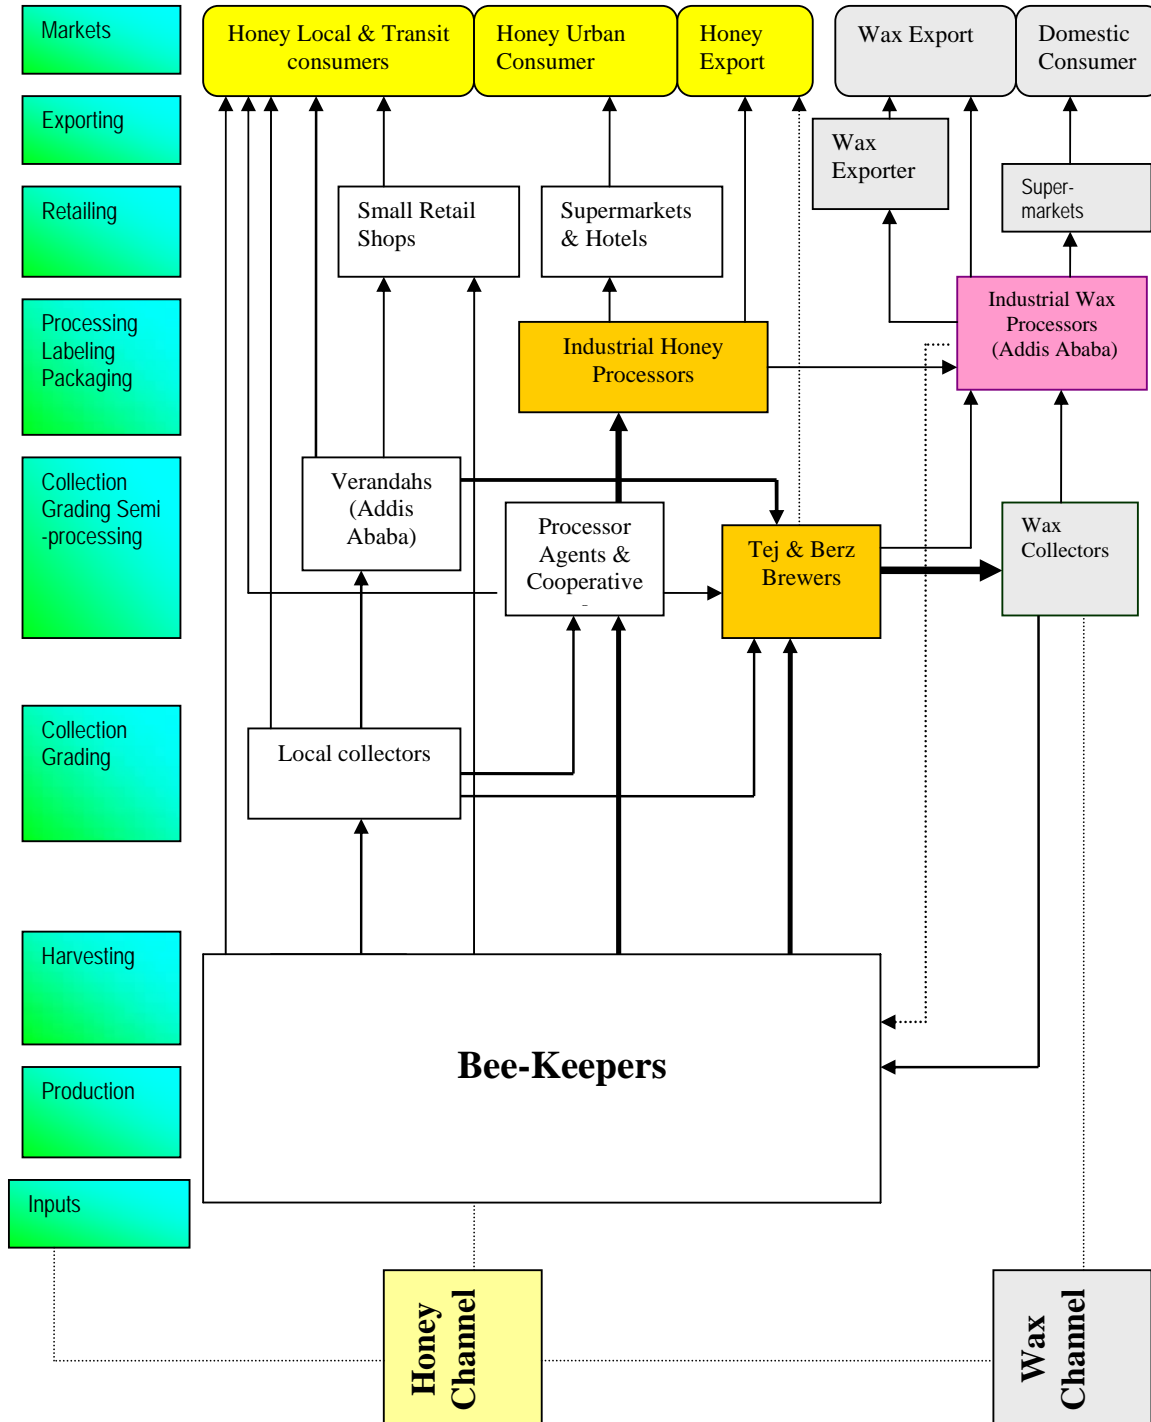 Markets
Honey Local & Transit
consumers
Honey Urban
Consumer
Honey
Export
Wax Export
Domestic
Consumer
Exporting
Wax
Exporter
Retailing
Small Retail
Shops
Supermarkets
& Hotels
Super-
markets
Processing
Labeling
Packaging
Industrial Honey
Processors
Industrial Wax
Processors
(Addis Ababa)
Collection
Grading Semi
-processing
Verandahs
(Addis
Ababa)
Processor
Agents &
Cooperative
Tej & Berz
Brewers
Wax
Collectors
Collection
Grading
Local collectors
Harvesting
Bee-Keepers
Production
Inputs
Honey
Channel
Wax
Channel